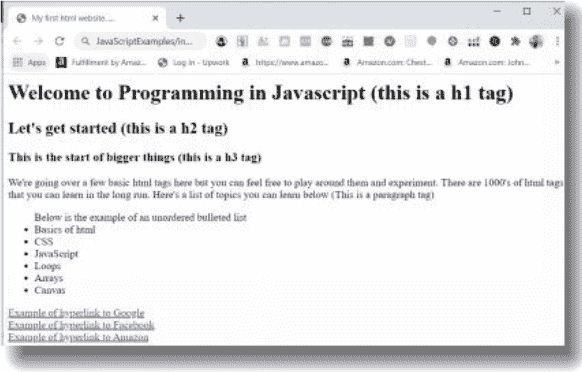 My first html website.....
JavaScriptExamples/in...
Apps
Fulfillment by Amaz...
Log In - Upwork
https://www.amazo...
Amazon.com: Chest...
Amazon.com: John...
»
Welcome to Programming in Javascript (this is a h1 tag)
Let's get started (this is a h2 tag)
This is the start of bigger things (this is a h3 tag)
We're going over a few basic html tags here but you can feel free to play around them and experiment. There are 1000's of html tags
that you can learn in the long run. Here's a list of topics you can learn below (This is a paragraph tag)
Below is the example of an unordered bulleted list
• Basics of html
• CSS
• JavaScript
• Loops
• Arrays
• Canvas
Example of hyperlink to Google
Example of hyperlink to Facebook
Example of hyperlink to Amazon